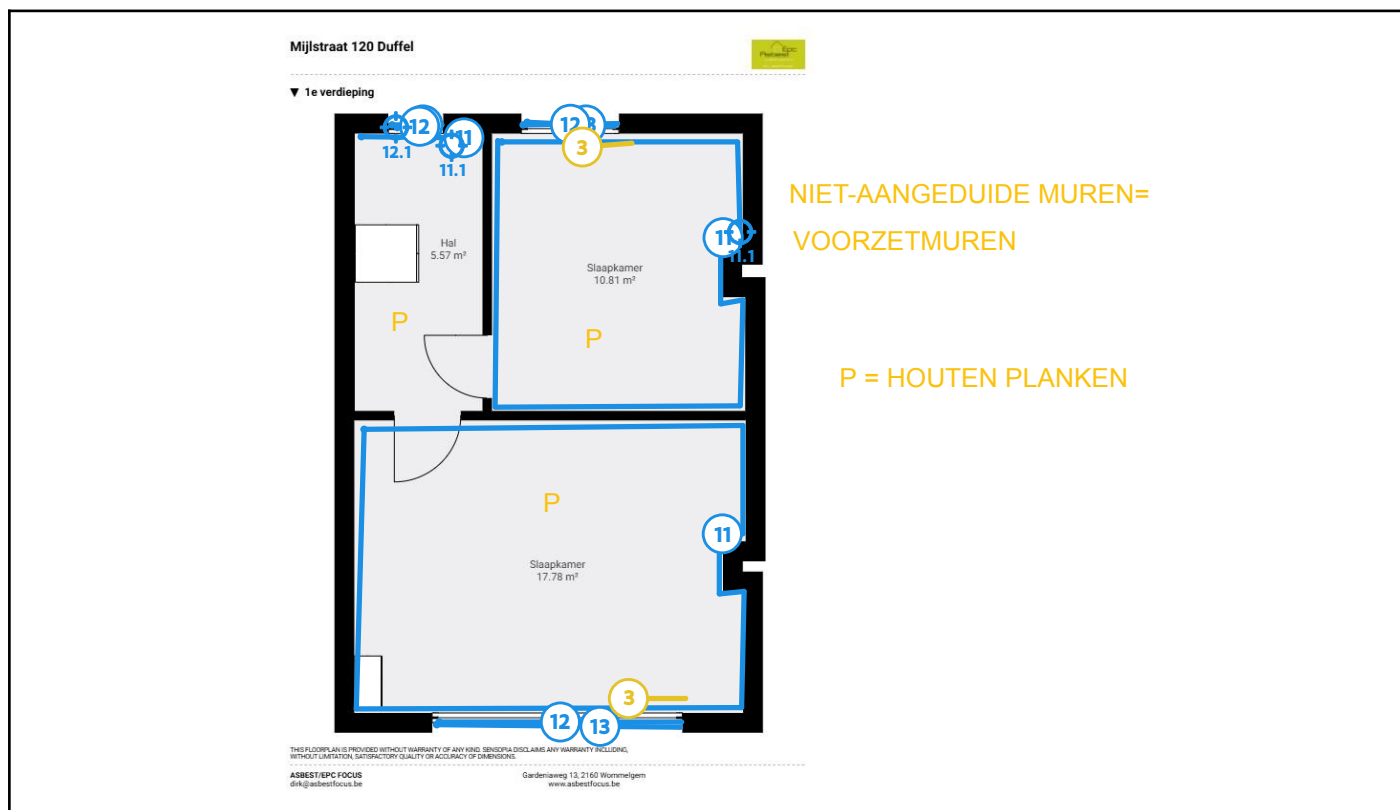 Mijlstraat 120 Duffel
Epc
Asbest
▼ 1e verdieping
12
11
12.1
11.1
12
3
Hal
5.57 m²
P
11
11.1
Slaapkamer
10.81 m²
P
NIET-AANGEDUIDE MUREN=
VOORZETMUREN
P = HOUTEN PLANKEN
P
11
Slaapkamer
17.78 m²
3
12
13
THIS FLOORPLAN IS PROVIDED WITHOUT WARRANTY OF ANY KIND. SENSOPIA DISCLAIMS ANY WARRANTY INCLUDING,
WITHOUT LIMITATION, SATISFACTORY QUALITY OR ACCURACY OF DIMENSIONS.
ASBEST/EPC FOCUS
dirk@asbestfocus.be
Gardeniaweg 13, 2160 Wommelgem
www.asbestfocus.be